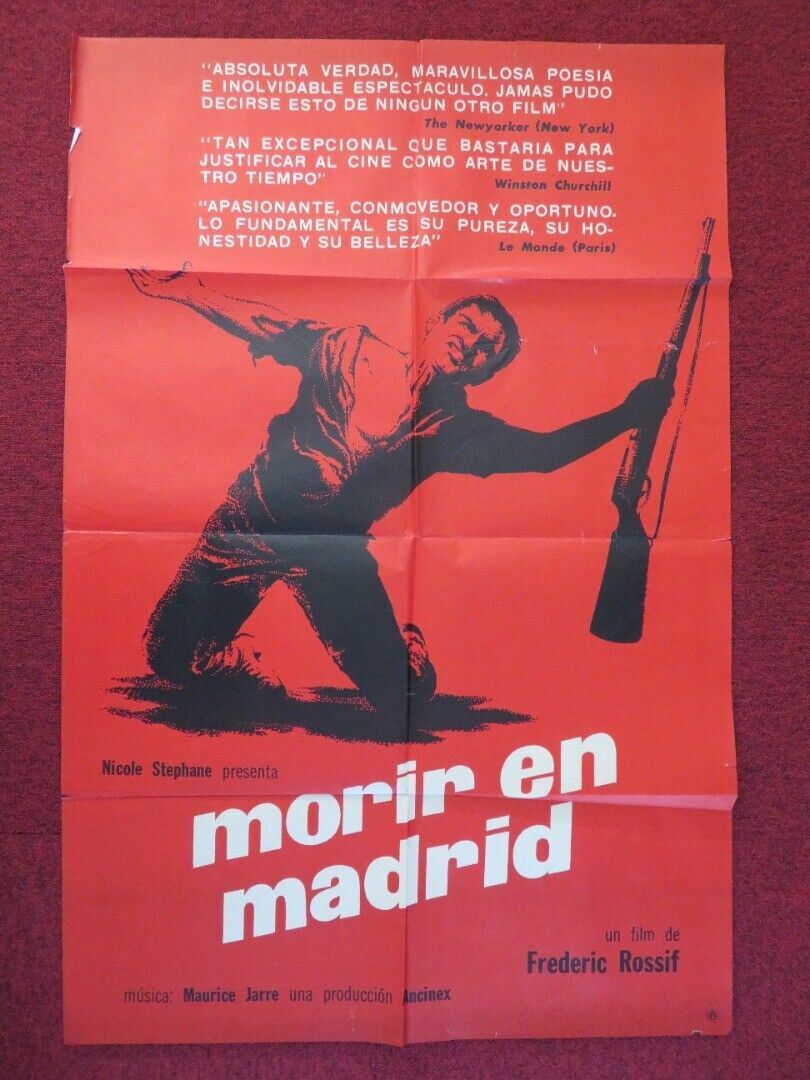 "ABSOLUTA VERDAD, MARAVILLOSA POESIA
E INOLVIDABLE ESPECTACULO. JAMAS PUDO
DECIRSE ESTO DE NINGUN OTRO FILM"
The Newyorker (New York)
"TAN EXCEPCIONAL QUE BASTARIA PARA
JUSTIFICAR AL CINE COMO ARTE DE NUES-
TRO TIEMPO"
Winston Churchill
"APASIONANTE, CONMOVEDOR Y OPORTUNO.
LO FUNDAMENTAL ES SU PUREZA, SU HO-
NESTIDAD Y SU BELLEZA"
Le Monde (Paris)
Nicole Stephane presenta
morir en
madrid
un film de
Frederic Rossif
música: Maurice Jarre una producción Ancinex